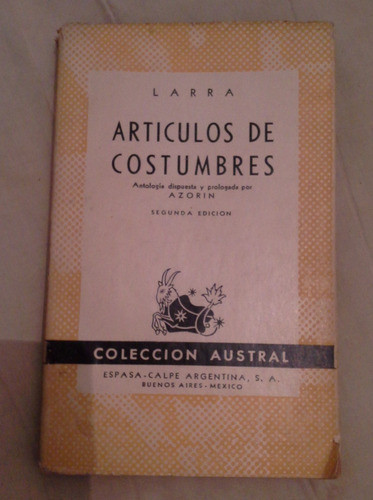 LARRA
ARTICULOS DE
COSTUMBRES
Antología dispuesta y prologada por
AZORIN
SEGUNDA EDICION
COLECCION AUSTRAL
ESPASA-CALPE ARGENTINA, S. A.
BUENOS AIRES - MEXICO